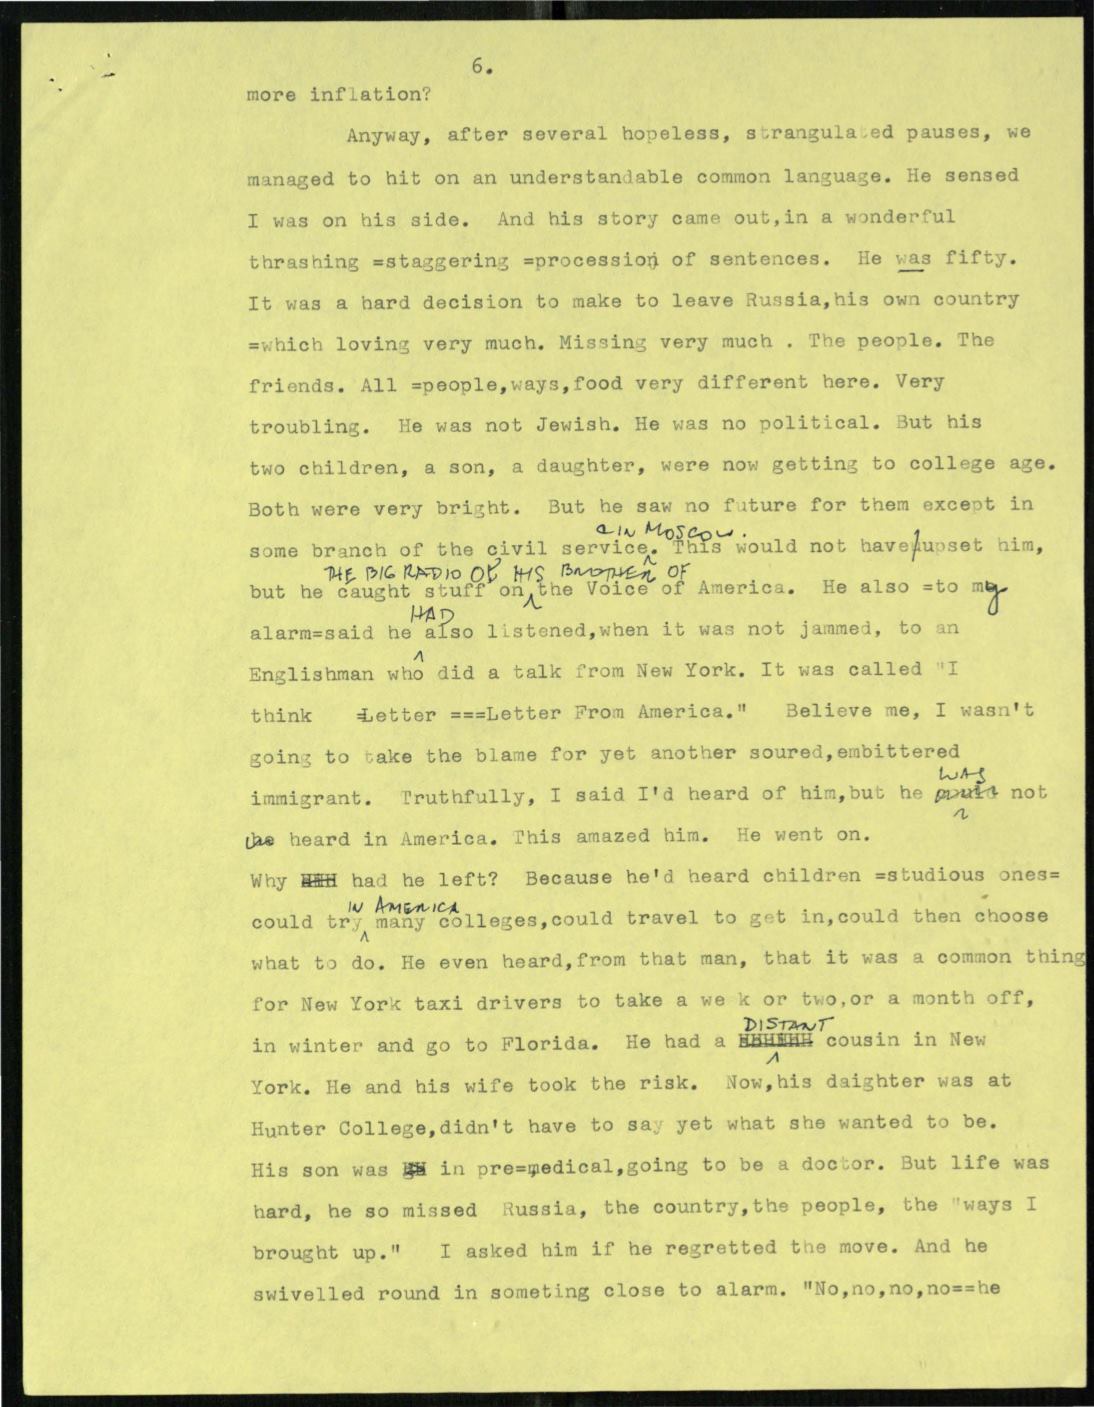 6.
more inflation?
Anyway, after several hopeless, strangulated pauses, we
managed to hit on an understandable common language. He sensed
I was on his side. And his story came out,in a wonderful
thrashing =staggering =procession of sentences. He was fifty.
It was a hard decision to make to leave Russia,his own country
=which loving very much. Missing very much . The people. The
friends. All =people,ways,food very different here. Very
troubling. He was not Jewish. He was no political. But his
two children, a son, a daughter, were now getting to college age.
Both were very bright. But he saw no future for them except in
IN MOSCOW.
some branch of the civil service. This would not have upset him,
THE BIG RADIO OF HIS BROTHER OF
but he caught stuff on the Voice of America. He also =to my
HAD
alarm=said he also listened,when it was not jammed, to an
Englishman who did a talk from New York. It was called "I
think =Letter ===Letter From America." Believe me, I wasn't
going to take the blame for yet another soured,embittered
WAS
immigrant. Truthfully, I said I'd heard of him,but he could not
be heard in America. This amazed him. He went on.
Why had he left? Because he'd heard children =studious ones=
IN AMERICA
could try many colleges,could travel to get in,could then choose
what to do. He even heard,from that man, that it was a common thing
for New York taxi drivers to take a we k or two,or a month off,
DISTANT
in winter and go to Florida. He had a cousin in New
York. He and his wife took the risk. Now,his daighter was at
Hunter College,didn't have to say yet what she wanted to be.
His son was in pre=medical,going to be a doctor. But life was
hard, he so missed Russia, the country,the people, the "ways I
brought up." I asked him if he regretted the move. And he
swivelled round in someting close to alarm. "No,no,no,no==he